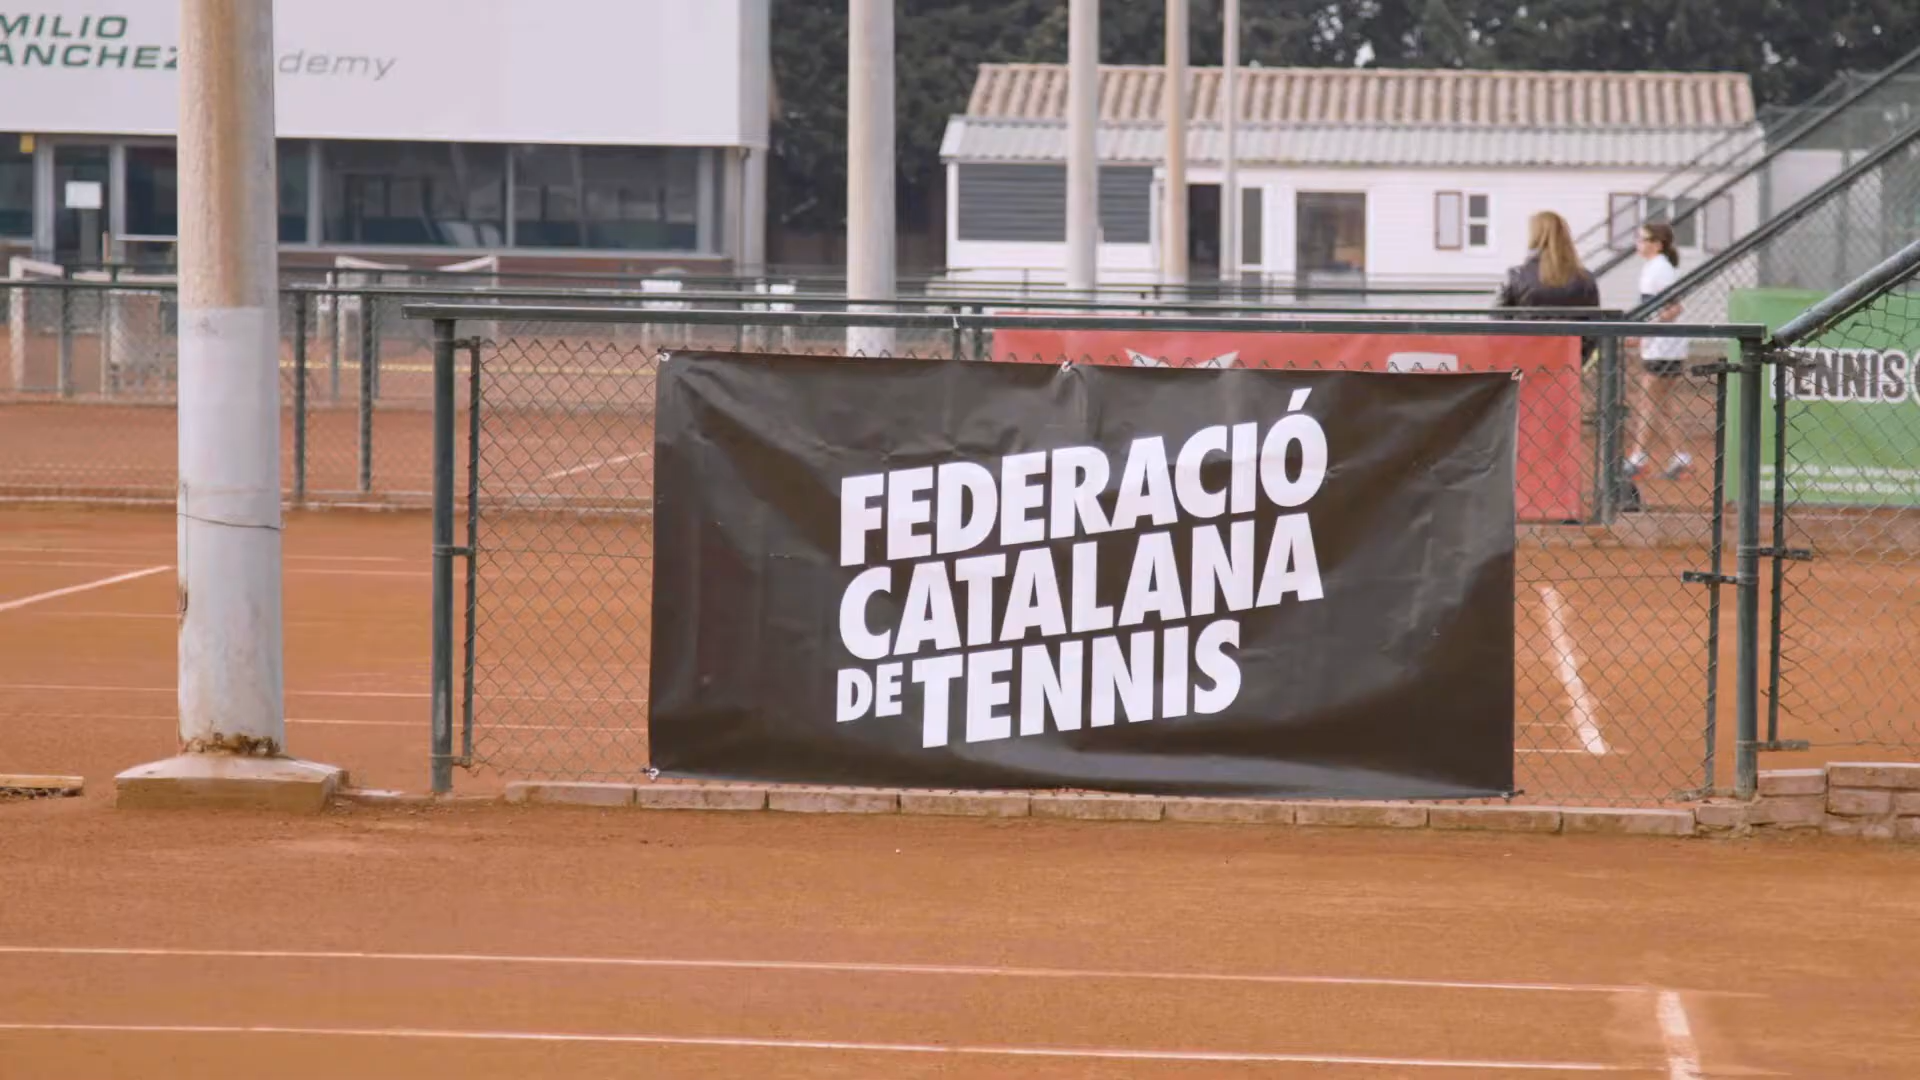 MILIO
ANCHEZ
demy
FEDERACIÓ
CATALANA
DE TENNIS
TENNIS